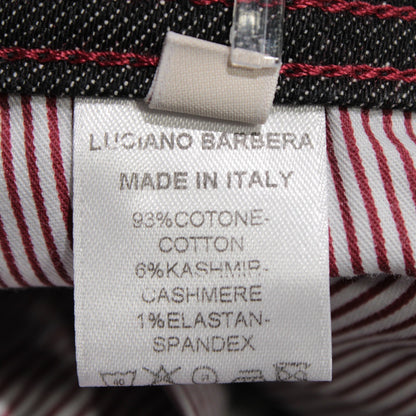 LUCIANO BARBERA
MADE IN ITALY
93%COTONE-
COTTON
6%KASHMIR-
CASHMERE
1%ELASTAN-
SPANDEX